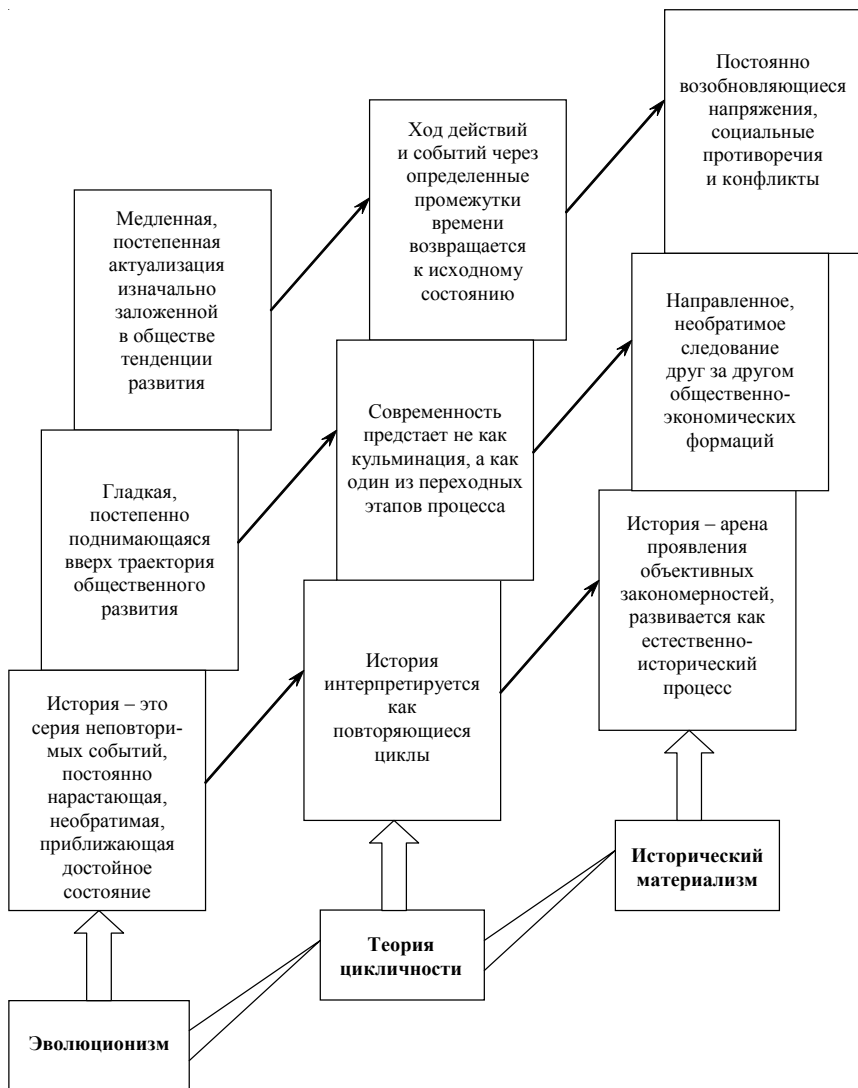 Постоянно
возобновляющиеся
напряжения,
социальные
противоречия
и конфликты
Ход действий
и событий через
определенные
промежутки
времени
возвращается
к исходному
состоянию
Медленная,
постепенная
актуализация
изначально
заложенной
в обществе
тенденции
развития
Направленное,
необратимое
следование
друг за другом
общественно-
экономических
формаций
Современность
предстает не как
кульминация, а как
один из переходных
этапов процесса
Гладкая,
постепенно
поднимающаяся
вверх траектория
общественного
развития
История – арена
проявления
объективных
закономерностей,
развивается как
естественно-
исторический
процесс
История
интерпретируется
как
повторяющиеся
циклы
История – это
серия неповтори-
мых событий,
постоянно
нарастающая,
необратимая,
приближающая
достойное
состояние
Исторический
материализм
Теория
цикличности
Эволюционизм